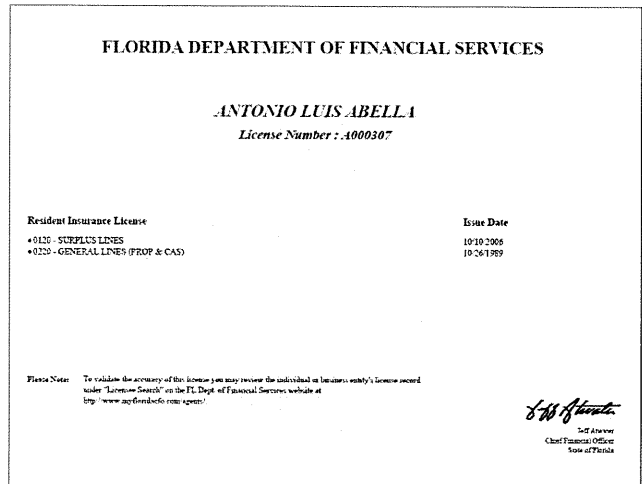 FLORIDA DEPARTMENT OF FINANCIAL SERVICES
ANTONIO LUIS ABELLA
License Number : A000307
Resident Insurance License Issue Date
• 0120 - SURPLUS LINES 10/10/2006
• 0220 - GENERAL LINES (PROP & CAS) 10/26/1989
Please Note: To validate the accuracy of this license you may review the individual or business entity's license record
under "Licensee Search" on the FL Dept. of Financial Services website at
http://www.myfloridacfo.com/agents/
Jeff Atwater
Jeff Atwater
Chief Financial Officer
State of Florida